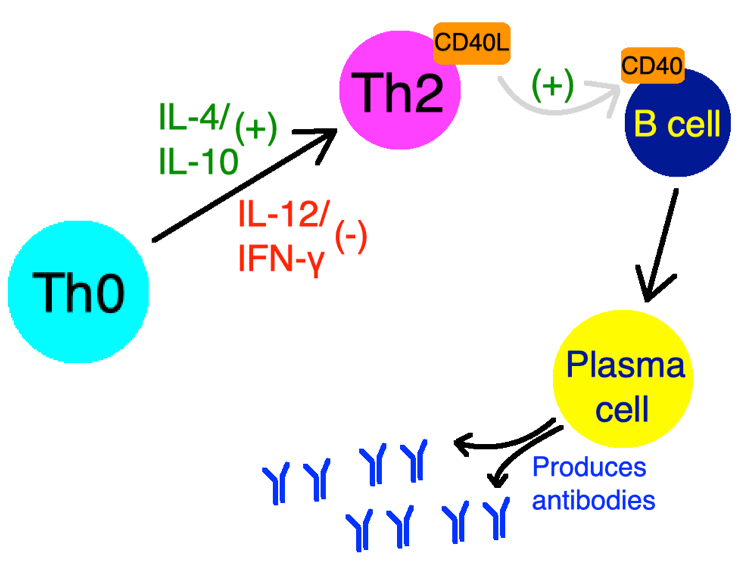 CD40L
Th2
(+)
CD40
B cell
IL-4/
(+)
IL-10
IL-12/
(-)
IFN-γ
Th0
Plasma
cell
Produces
antibodies